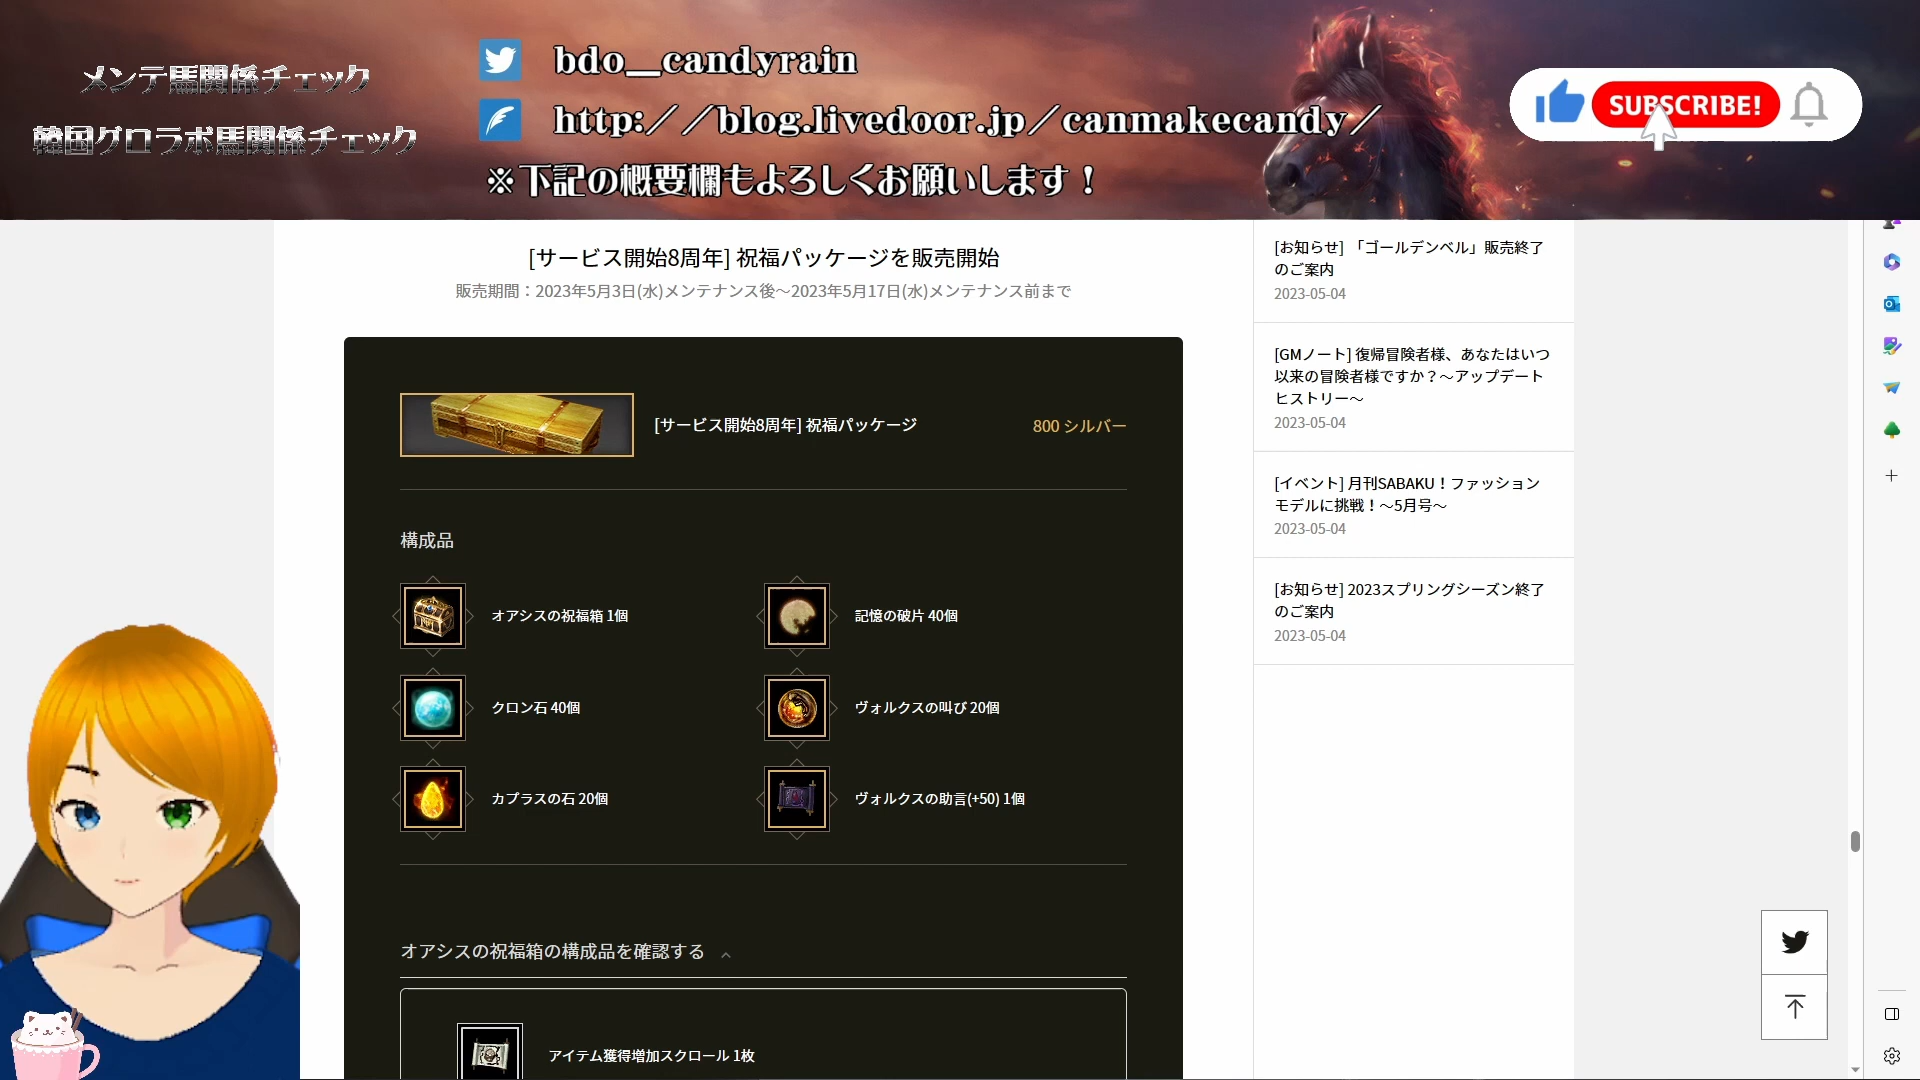 メンテ馬関係チェック
韓国グロラボ馬関係チェック
bdo__candyrain
http://blog.livedoor.jp/canmakecandy/
※下記の概要欄もよろしくお願いします！
SUBSCRIBE!
[サービス開始8周年] 祝福パッケージを販売開始
販売期間：2023年5月3日(水)メンテナンス後～2023年5月17日(水)メンテナンス前まで
[サービス開始8周年] 祝福パッケージ
800 シルバー
構成品
オアシスの祝福箱 1個
記憶の破片 40個
クロン石 40個
ヴォルクスの叫び 20個
カプラスの石 20個
ヴォルクスの助言(+50) 1個
オアシスの祝福箱の構成品を確認する
アイテム獲得増加スクロール 1枚
[お知らせ] 「ゴールデンベル」販売終了
のご案内
2023-05-04
[GMノート] 復帰冒険者様、あなたはいつ
以来の冒険者様ですか？～アップデート
ヒストリー～
2023-05-04
[イベント] 月刊SABAKU！ファッション
モデルに挑戦！～5月号～
2023-05-04
[お知らせ] 2023スプリングシーズン終了
のご案内
2023-05-04